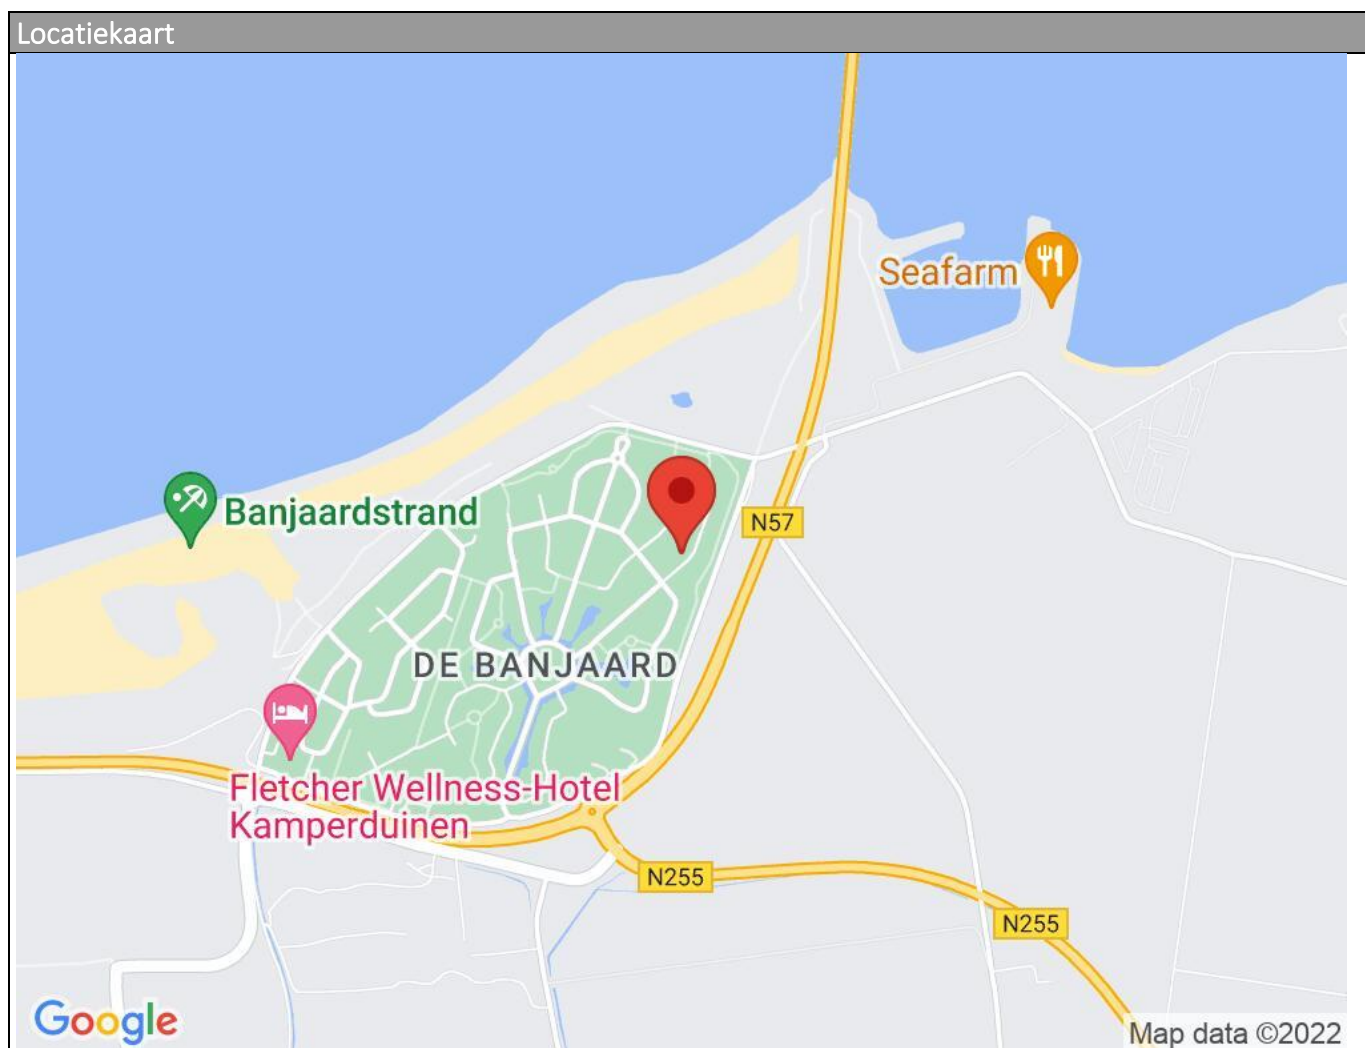 Locatiekaart
Seafarm
Banjaardstrand
N57
DE BANJAARD
Fletcher Wellness-Hotel
Kamperduinen
N255
N255
Google
Map data ©2022